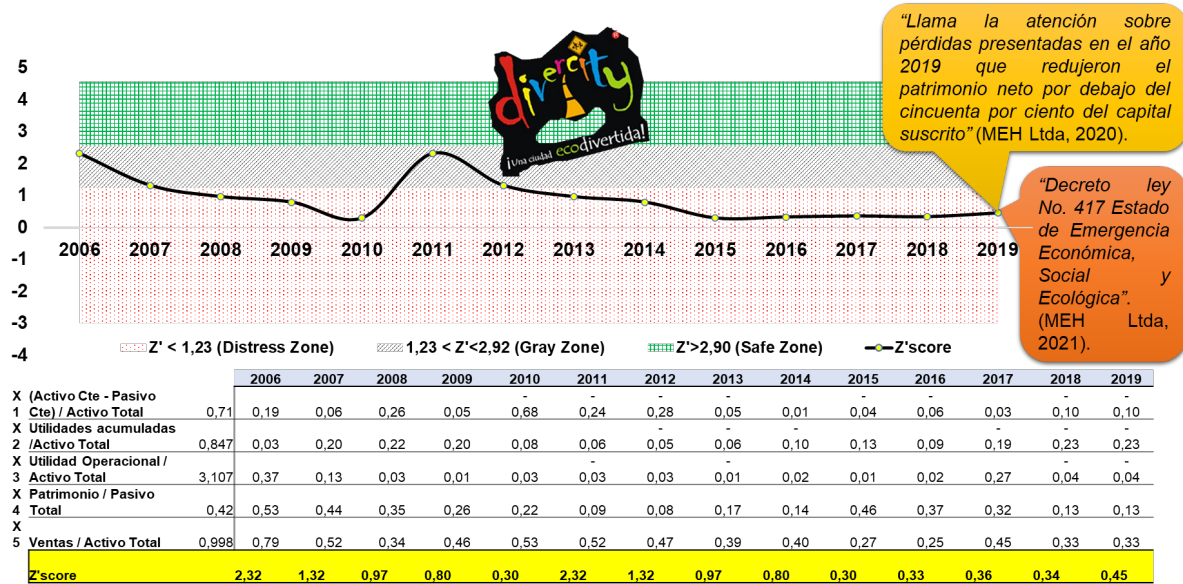 “Llama la atención sobre
pérdidas presentadas en el año
2019 que redujeron el
patrimonio neto por debajo del
cincuenta por ciento del capital
suscrito” (MEH Ltda, 2020).
divercity
®
¡Una ciudad ecodivertida!
“Decreto ley
No. 417 Estado
de Emergencia
Económica,
Social y
Ecológica”.
(MEH Ltda,
2021).
5
4
3
2
1
0
-1
-2
-3
-4
2006 2007 2008 2009 2010 2011 2012 2013 2014 2015 2016 2017 2018 2019
Z' < 1,23 (Distress Zone) 1,23 < Z'<2,92 (Gray Zone) Z'>2,90 (Safe Zone) Z'score
2006 2007 2008 2009 2010 2011 2012 2013 2014 2015 2016 2017 2018 2019
X (Activo Cte - Pasivo - - - - - - - - - -
1 Cte) / Activo Total 0,71 0,19 0,06 0,26 0,05 0,68 0,24 0,28 0,05 0,01 0,04 0,06 0,03 0,10 0,10
X Utilidades acumuladas - - - - - -
2 /Activo Total 0,847 0,03 0,20 0,22 0,20 0,08 0,06 0,05 0,06 0,10 0,13 0,09 0,19 0,23 0,23
X Utilidad Operacional / - - - -
3 Activo Total 3,107 0,37 0,13 0,03 0,01 0,03 0,03 0,03 0,01 0,02 0,01 0,02 0,27 0,04 0,04
X Patrimonio / Pasivo
4 Total 0,42 0,53 0,44 0,35 0,26 0,22 0,09 0,08 0,17 0,14 0,46 0,37 0,32 0,13 0,13
X
5 Ventas / Activo Total 0,998 0,79 0,52 0,34 0,46 0,53 0,52 0,47 0,39 0,40 0,27 0,25 0,45 0,33 0,33
Z'score 2,32 1,32 0,97 0,80 0,30 2,32 1,32 0,97 0,80 0,30 0,33 0,36 0,34 0,45